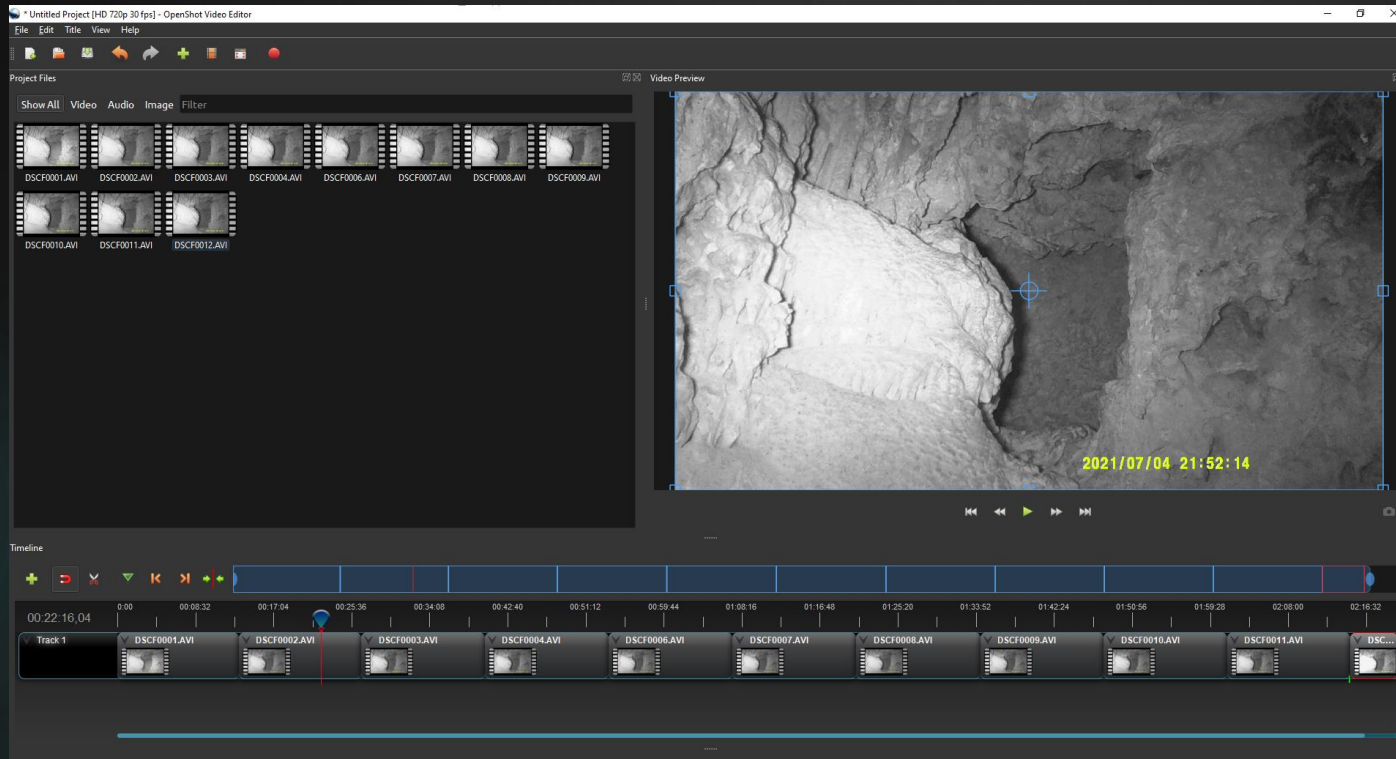 * Untitled Project [HD 720p 30 fps] - OpenShot Video Editor
File Edit Title View Help
Project Files
Video Preview
Show All Video Audio Image Filter
DSCF0001.AVI DSCF0002.AVI DSCF0003.AVI DSCF0004.AVI DSCF0006.AVI DSCF0007.AVI DSCF0008.AVI DSCF0009.AVI
DSCF0010.AVI DSCF0011.AVI DSCF0012.AVI
2021/07/04 21:52:14
Timeline
00:22:16,04
0:00 00:08:32 00:17:04 00:25:36 00:34:08 00:42:40 00:51:12 00:59:44 01:08:16 01:16:48 01:25:20 01:33:52 01:42:24 01:50:56 01:59:28 02:08:00 02:16:32
Track 1
DSCF0001.AVI DSCF0002.AVI DSCF0003.AVI DSCF0004.AVI DSCF0006.AVI DSCF0007.AVI DSCF0008.AVI DSCF0009.AVI DSCF0010.AVI DSCF0011.AVI DSC...